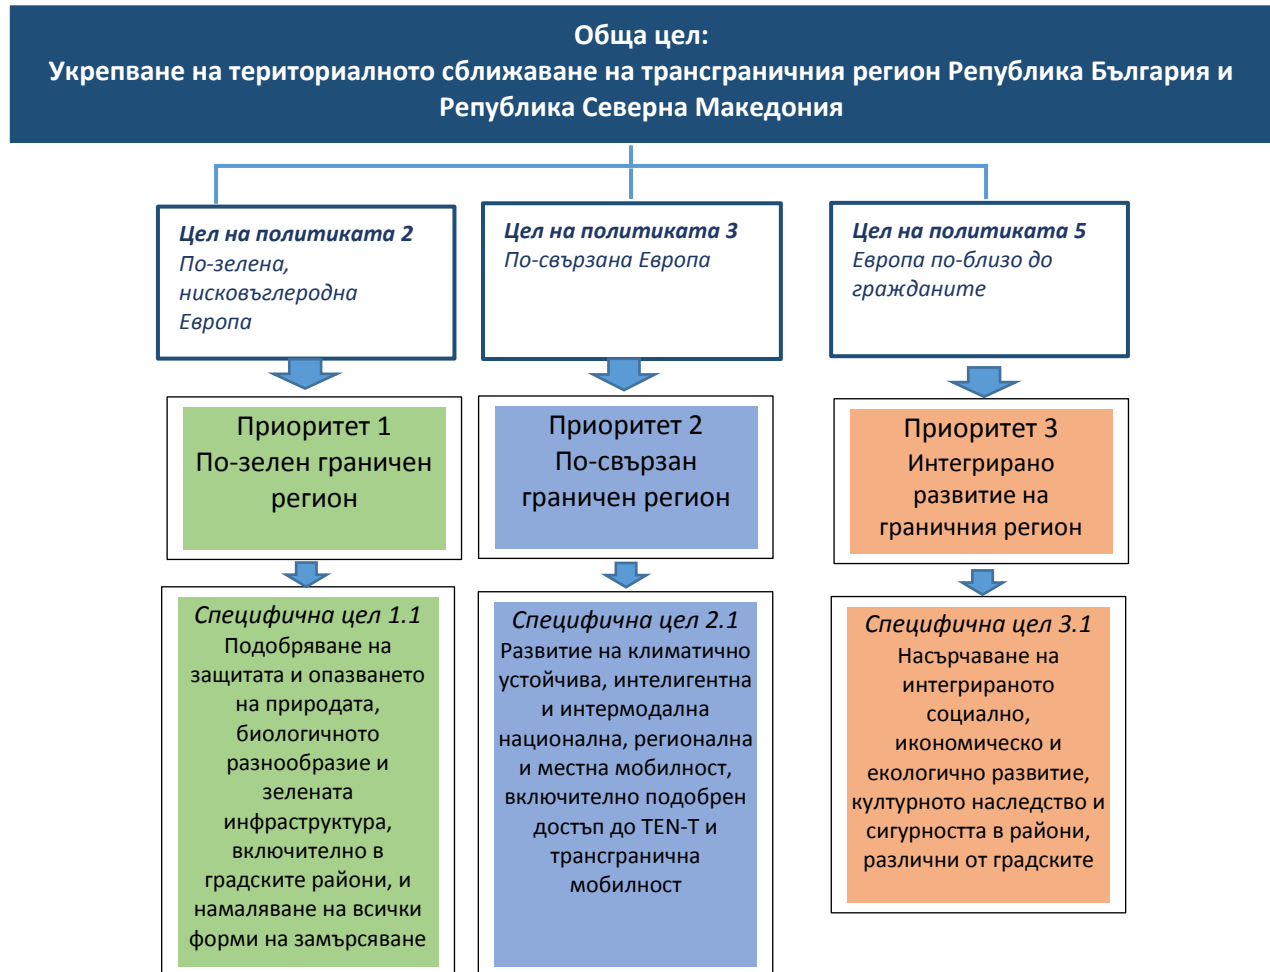 Обща цел:
Укрепване на териториалното сближаване на трансграничния регион Република България и
Република Северна Македония
Цел на политиката 2
По-зелена,
нисковъглеродна
Европа
Цел на политиката 3
По-свързана Европа
Цел на политиката 5
Европа по-близо до
гражданите
Приоритет 1
По-зелен граничен
регион
Приоритет 2
По-свързан
граничен регион
Приоритет 3
Интегрирано
развитие на
граничния регион
Специфична цел 1.1
Подобряване на
защитата и опазването
на природата,
биологичното
разнообразие и
зелената
инфраструктура,
включително в
градските райони, и
намаляване на всички
форми на замърсяване
Специфична цел 2.1
Развитие на климатично
устойчива, интелигентна
и интермодална
национална, регионална
и местна мобилност,
включително подобрен
достъп до TEN-T и
трансгранична
мобилност
Специфична цел 3.1
Насърчаване на
интегрираното
социално,
икономическо и
екологично развитие,
културното наследство и
сигурността в райони,
различни от градските